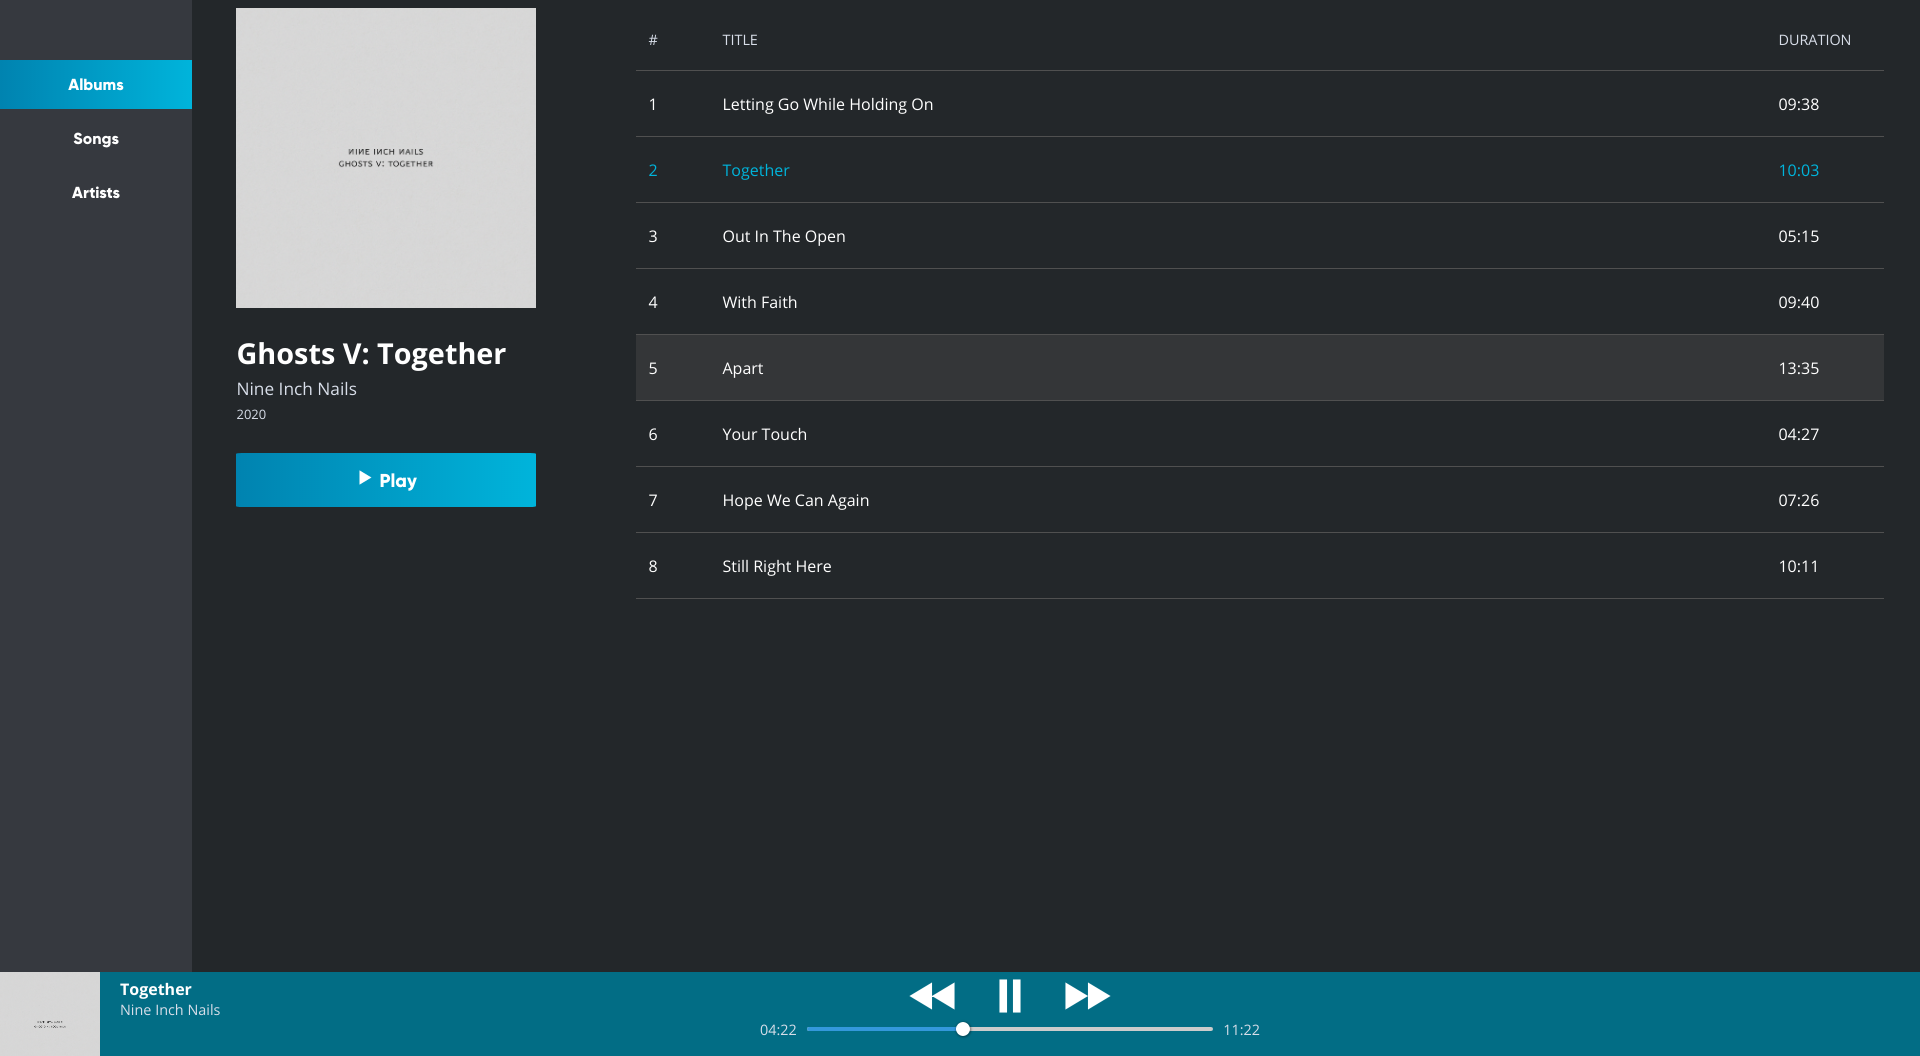 Albums
Songs
Artists
NINE INCH NAILS
GHOSTS V: TOGETHER
Ghosts V: Together
Nine Inch Nails
2020
Play
# TITLE DURATION
1 Letting Go While Holding On 09:38
2 Together 10:03
3 Out In The Open 05:15
4 With Faith 09:40
5 Apart 13:35
6 Your Touch 04:27
7 Hope We Can Again 07:26
8 Still Right Here 10:11
Together
Nine Inch Nails
04:22 11:22